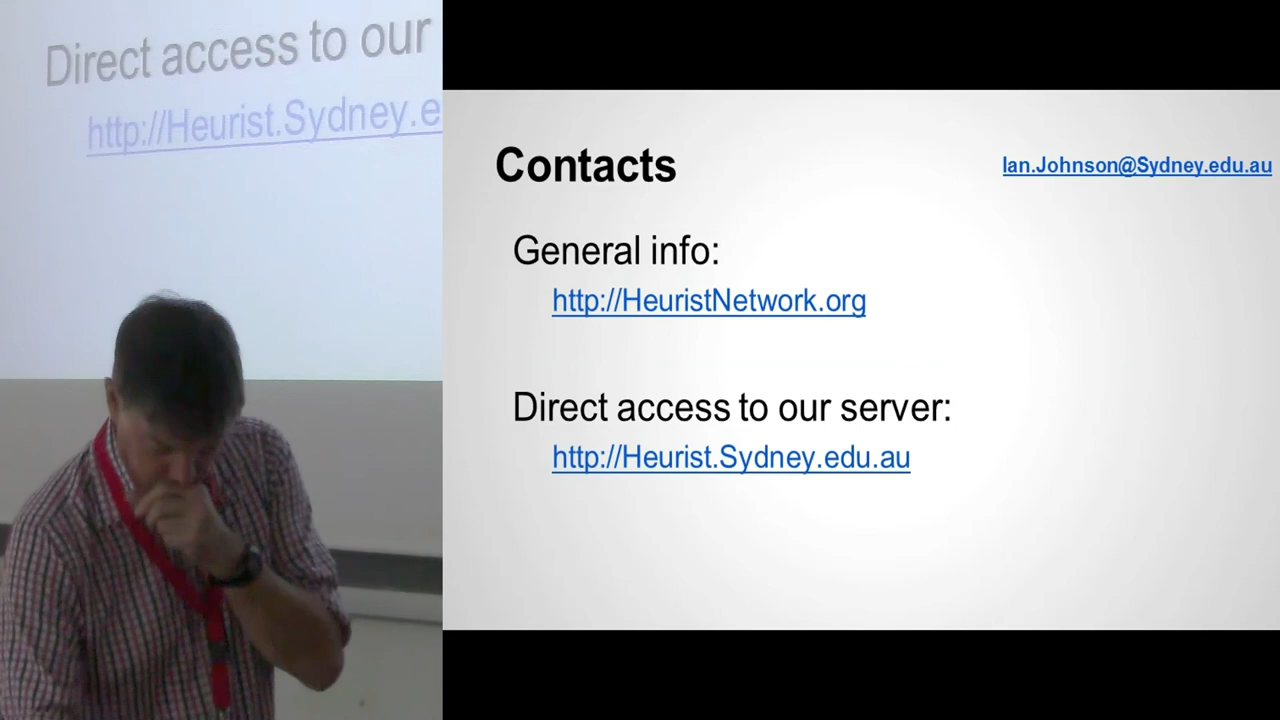 Direct access to our
http://Heurist.Sydney.e
Contacts
Ian.Johnson@Sydney.edu.au
General info:
http://HeuristNetwork.org
Direct access to our server:
http://Heurist.Sydney.edu.au